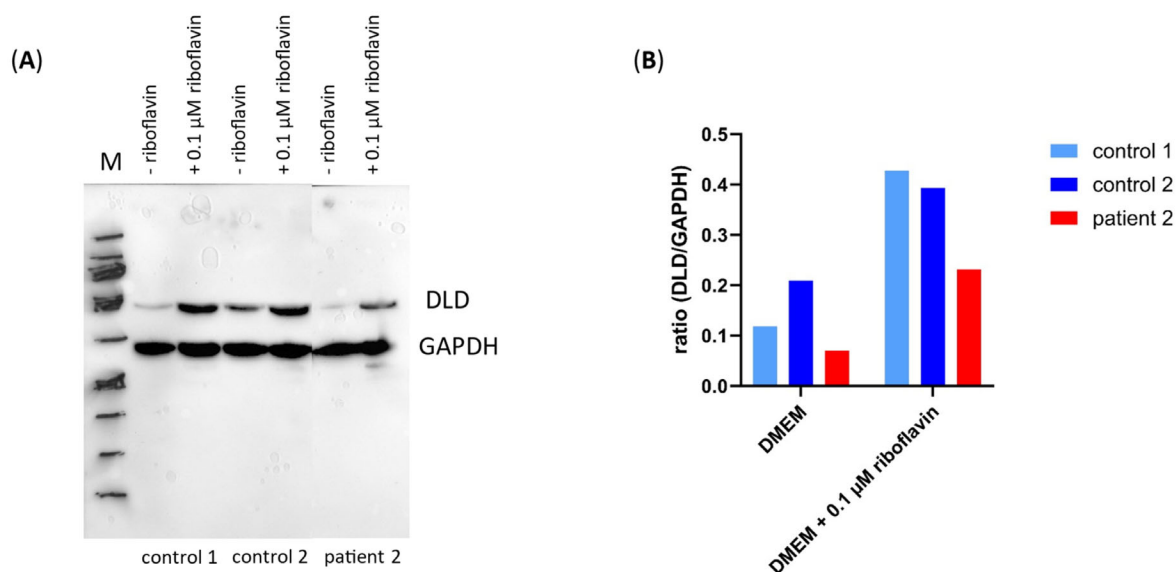 (A)
M
- riboflavin
+ 0.1 µM riboflavin
- riboflavin
+ 0.1 µM riboflavin
- riboflavin
+ 0.1 µM riboflavin
DLD
GAPDH
control 1
control 2
patient 2
(B)
ratio (DLD/GAPDH)
0.5
0.4
0.3
0.2
0.1
0.0
DMEM
DMEM + 0.1 µM riboflavin
control 1
control 2
patient 2